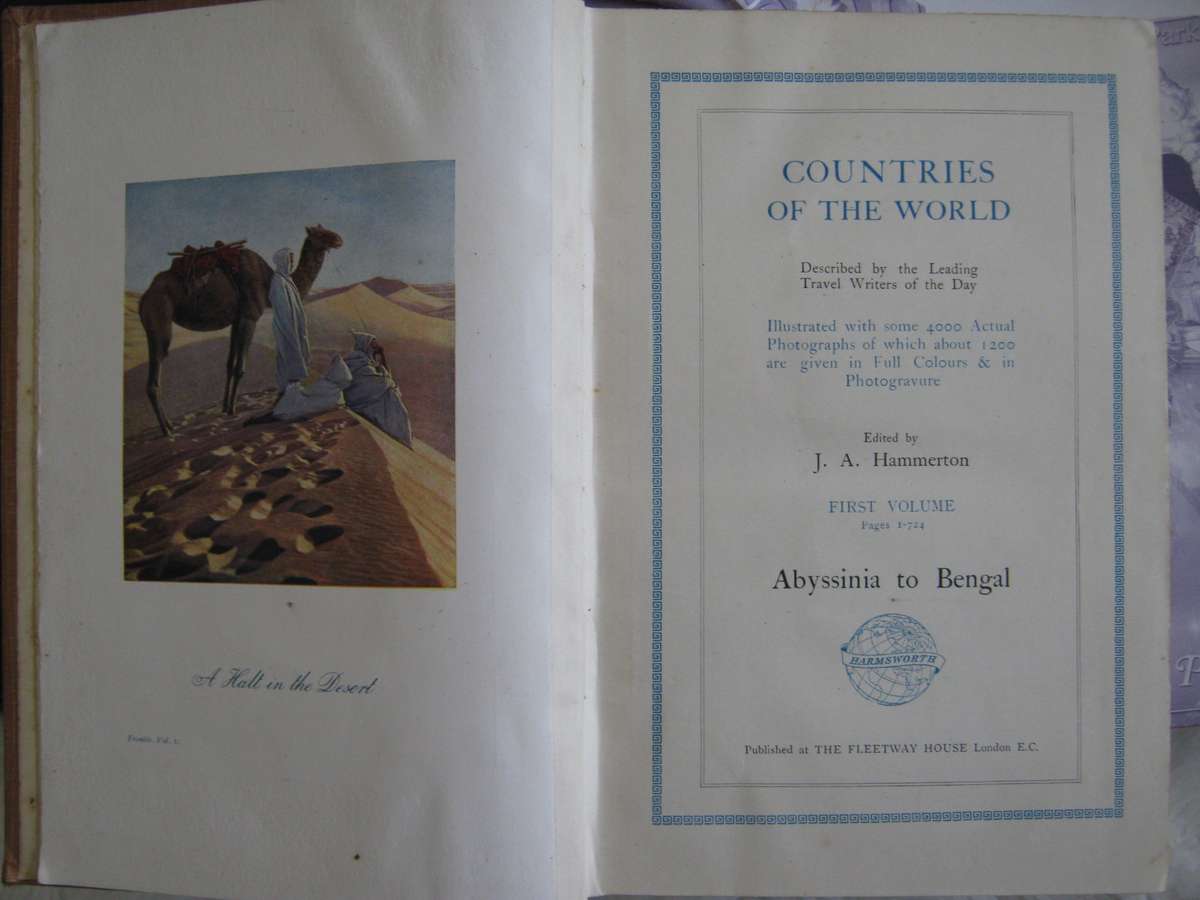 A Halt in the Desert
COUNTRIES
OF THE WORLD
Described by the Leading
Travel Writers of the Day
Illustrated with some 4000 Actual
Photographs of which about 1200
are given in Full Colours & in
Photogravure
Edited by
J. A. Hammerton
FIRST VOLUME
Pages 1-724
Abyssinia to Bengal
HARMSWORTH
Published at THE FLEETWAY HOUSE London E.C.